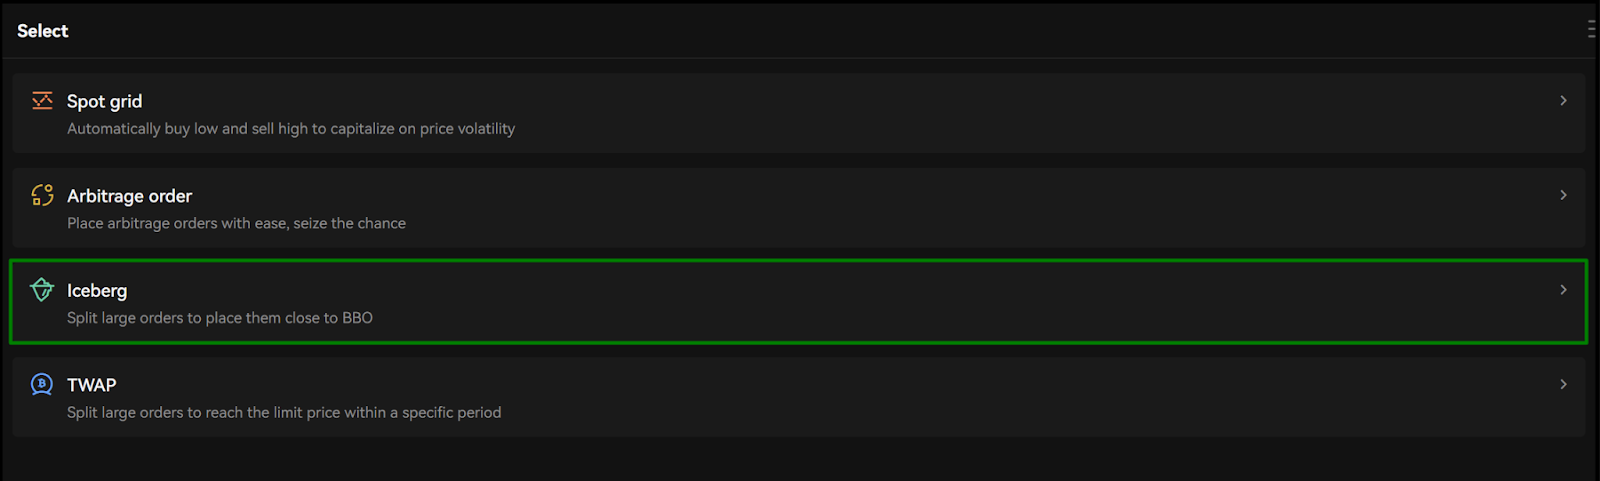 Select
Spot grid
Automatically buy low and sell high to capitalize on price volatility
Arbitrage order
Place arbitrage orders with ease, seize the chance
Iceberg
Split large orders to place them close to BBO
TWAP
Split large orders to reach the limit price within a specific period